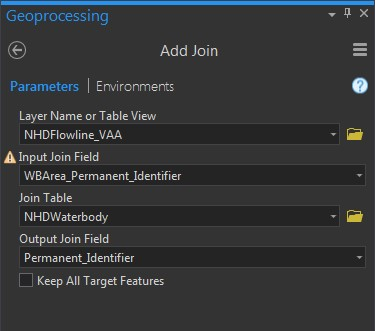 Geoprocessing
Add Join
Parameters | Environments
Layer Name or Table View
NHDFlowline_VAA
Input Join Field
WBArea_Permanent_Identifier
Join Table
NHDWaterbody
Output Join Field
Permanent_Identifier
Keep All Target Features